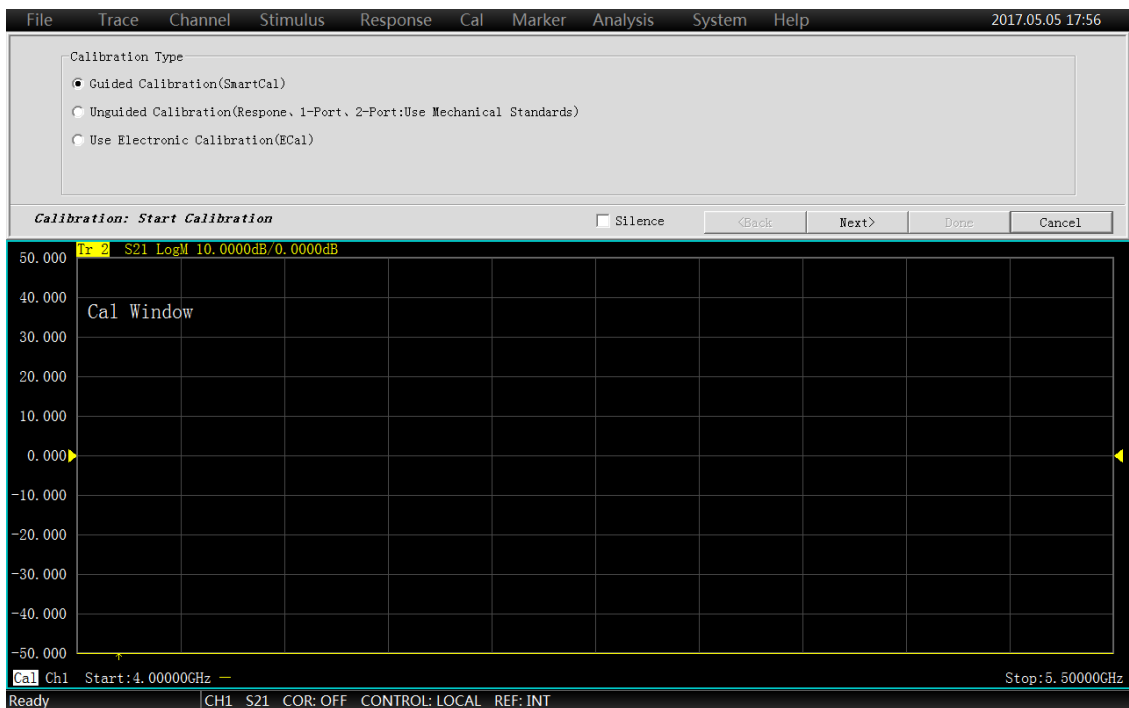 File Trace Channel Stimulus Response Cal Marker Analysis System Help 2017.05.05 17:56
Calibration Type
Guided Calibration(SmartCal)
Unguided Calibration(Respone、1-Port、2-Port:Use Mechanical Standards)
Use Electronic Calibration(ECal)
Calibration: Start Calibration Silence <Back Next> Done Cancel
Tr 2 S21 LogM 10.0000dB/0.0000dB
50.000
40.000
Cal Window
30.000
20.000
10.000
0.000
-10.000
-20.000
-30.000
-40.000
-50.000
Cal Ch1 Start:4.00000GHz — Stop:5.50000GHz
Ready CH1 S21 COR: OFF CONTROL: LOCAL REF: INT